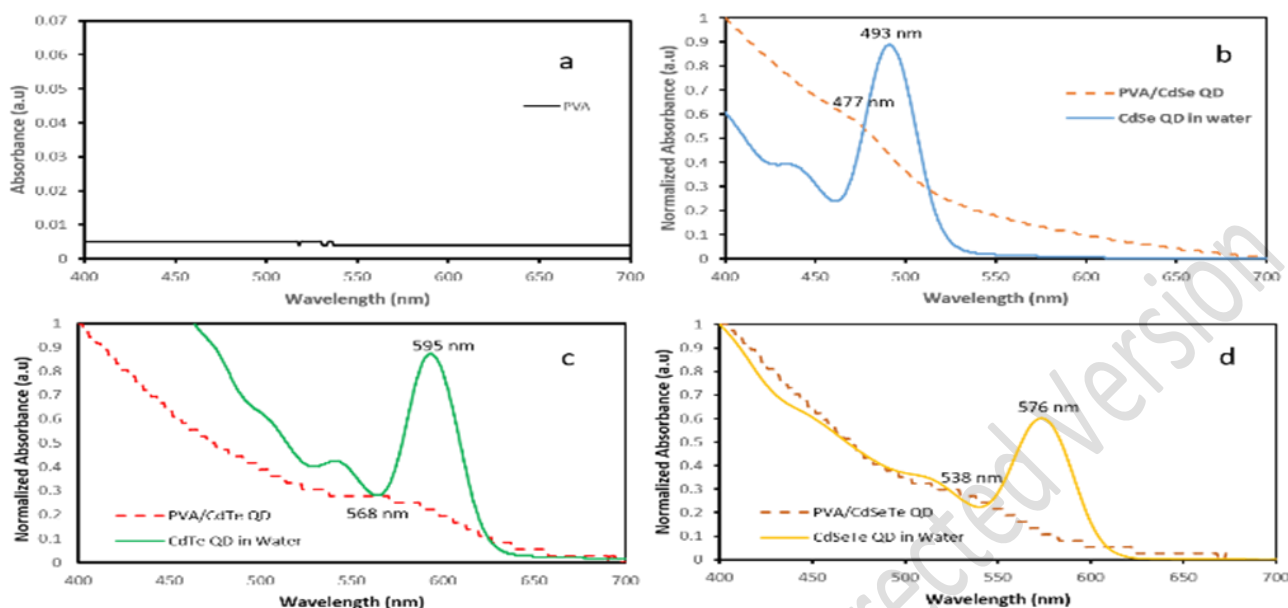 0.07
0.06
0.05
0.04
0.03
0.02
0.01
0
Absorbance (a.u)
a
PVA
400 450 500 550 600 650 700
Wavelength (nm)
1
0.9
0.8
0.7
0.6
0.5
0.4
0.3
0.2
0.1
0
Normalized Absorbance (a.u)
493 nm
b
477 nm
PVA/CdSe QD
CdSe QD in water
400 450 500 550 600 650 700
Wavelength (nm)
1
0.9
0.8
0.7
0.6
0.5
0.4
0.3
0.2
0.1
0
Normalized Absorbance (a.u)
595 nm
c
568 nm
PVA/CdTe QD
CdTe QD in Water
400 450 500 550 600 650 700
Wavelength (nm)
1
0.9
0.8
0.7
0.6
0.5
0.4
0.3
0.2
0.1
0
Normalized Absorbance (a.u)
576 nm
d
538 nm
PVA/CdSeTe QD
CdSeTe QD in Water
400 450 500 550 600 650 700
Wavelength (nm)
Version